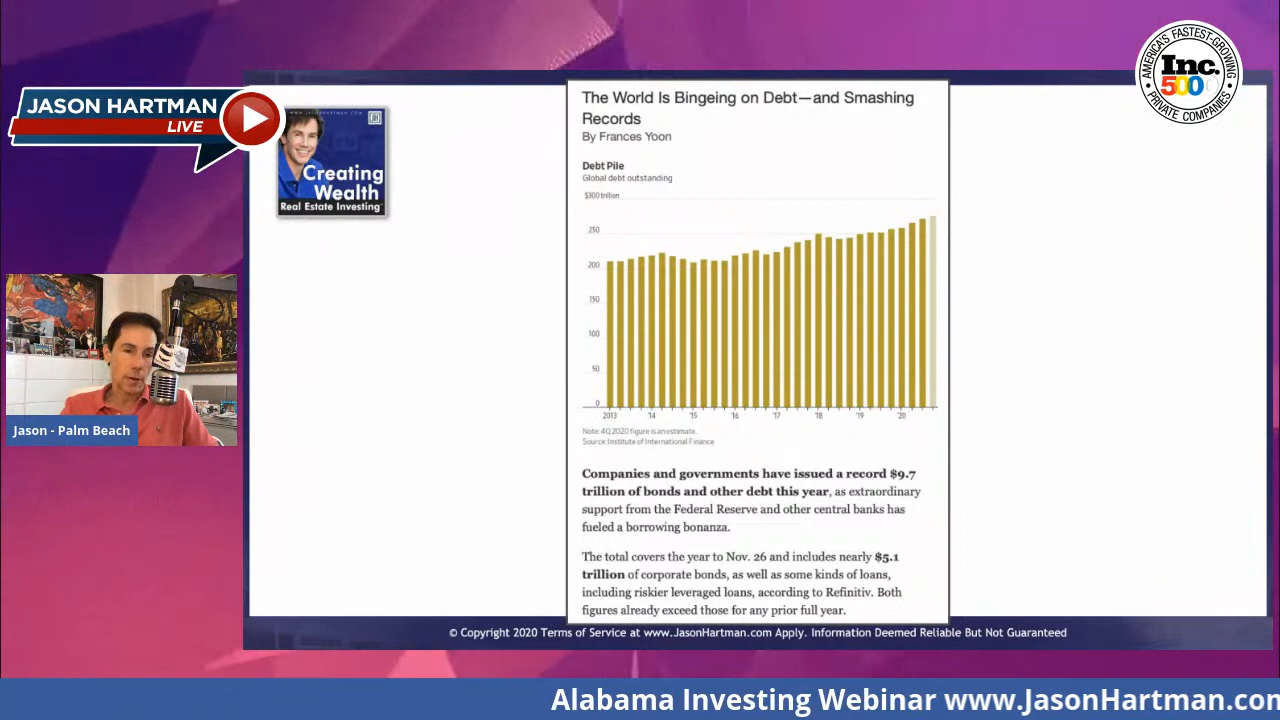 JASON HARTMAN
LIVE
WWW.JASONHARTMAN.COM
Creating
Wealth
Real Estate Investing
AMERICA'S FASTEST-GROWING
Inc.
5000
PRIVATE COMPANIES
The World Is Bingeing on Debt—and Smashing
Records
By Frances Yoon
Debt Pile
Global debt outstanding
$300 trillion
250
200
150
100
50
0
2013 '14 '15 '16 '17 '18 '19 '20
Note: 4Q 2020 figure is an estimate.
Source: Institute of International Finance
Companies and governments have issued a record $9.7
trillion of bonds and other debt this year, as extraordinary
support from the Federal Reserve and other central banks has
fueled a borrowing bonanza.
The total covers the year to Nov. 26 and includes nearly $5.1
trillion of corporate bonds, as well as some kinds of loans,
including riskier leveraged loans, according to Refinitiv. Both
figures already exceed those for any prior full year.
Jason - Palm Beach
© Copyright 2020 Terms of Service at www.JasonHartman.com Apply. Information Deemed Reliable But Not Guaranteed
Alabama Investing Webinar www.JasonHartman.con